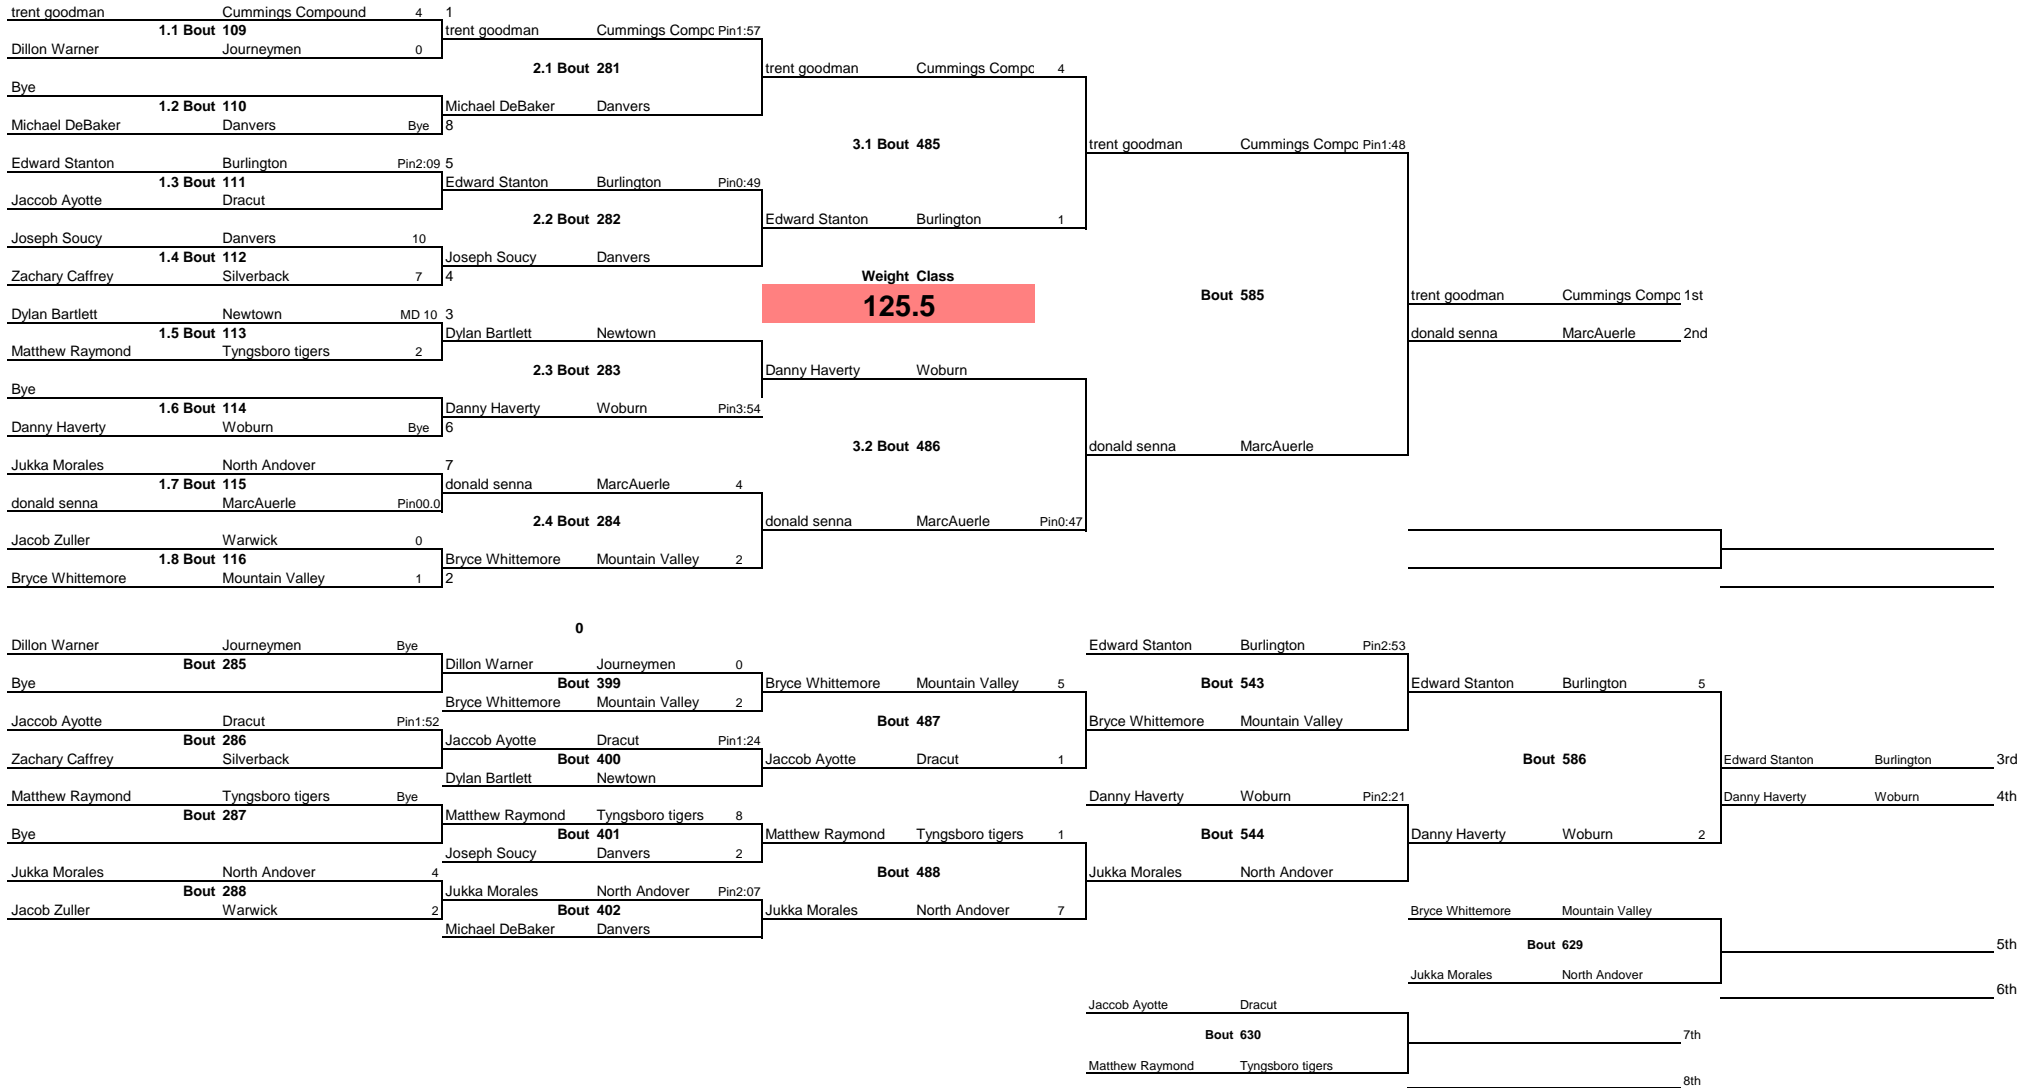 trent goodman Cummings Compound 4 1
1.1 Bout 109 trent goodman Cummings Compc Pin1:57
Dillon Warner Journeymen 0
2.1 Bout 281 trent goodman Cummings Compc 4
Bye
1.2 Bout 110 Michael DeBaker Danvers
Michael DeBaker Danvers Bye 8
3.1 Bout 485 trent goodman Cummings Compc Pin1:48
Edward Stanton Burlington Pin2:09 5
1.3 Bout 111 Edward Stanton Burlington Pin0:49
Jaccob Ayotte Dracut
2.2 Bout 282 Edward Stanton Burlington 1
Joseph Soucy Danvers 10
1.4 Bout 112 Joseph Soucy Danvers
Zachary Caffrey Silverback 7 4 Weight Class
125.5 Bout 585 trent goodman Cummings Compc 1st
Dylan Bartlett Newtown MD 10 3
1.5 Bout 113 Dylan Bartlett Newtown donald senna MarcAuerle 2nd
Matthew Raymond Tyngsboro tigers 2
2.3 Bout 283 Danny Haverty Woburn
Bye
1.6 Bout 114 Danny Haverty Woburn Pin3:54
Danny Haverty Woburn Bye 6
3.2 Bout 486 donald senna MarcAuerle
Jukka Morales North Andover 7
1.7 Bout 115 donald senna MarcAuerle 4
donald senna MarcAuerle Pin00.0
2.4 Bout 284 donald senna MarcAuerle Pin0:47
Jacob Zuller Warwick 0
1.8 Bout 116 Bryce Whittemore Mountain Valley 2
Bryce Whittemore Mountain Valley 1 2
0
Dillon Warner Journeymen Bye Edward Stanton Burlington Pin2:53
Bout 285 Dillon Warner Journeymen 0
Bye Bout 399 Bryce Whittemore Mountain Valley 5 Bout 543 Edward Stanton Burlington 5
Bryce Whittemore Mountain Valley 2
Jaccob Ayotte Dracut Pin1:52 Bout 487 Bryce Whittemore Mountain Valley
Bout 286 Jaccob Ayotte Dracut Pin1:24
Zachary Caffrey Silverback Bout 400 Jaccob Ayotte Dracut 1 Bout 586 Edward Stanton Burlington 3rd
Dylan Bartlett Newtown
Matthew Raymond Tyngsboro tigers Bye Danny Haverty Woburn Pin2:21 Danny Haverty Woburn 4th
Bout 287 Matthew Raymond Tyngsboro tigers 8
Bye Bout 401 Matthew Raymond Tyngsboro tigers 1 Bout 544 Danny Haverty Woburn 2
Joseph Soucy Danvers 2
Jukka Morales North Andover 4 Bout 488 Jukka Morales North Andover
Bout 288 Jukka Morales North Andover Pin2:07
Jacob Zuller Warwick 2 Bout 402 Jukka Morales North Andover 7 Bryce Whittemore Mountain Valley
Michael DeBaker Danvers
Bout 629 5th
Jukka Morales North Andover
6th
Jaccob Ayotte Dracut
Bout 630 7th
Matthew Raymond Tyngsboro tigers
8th